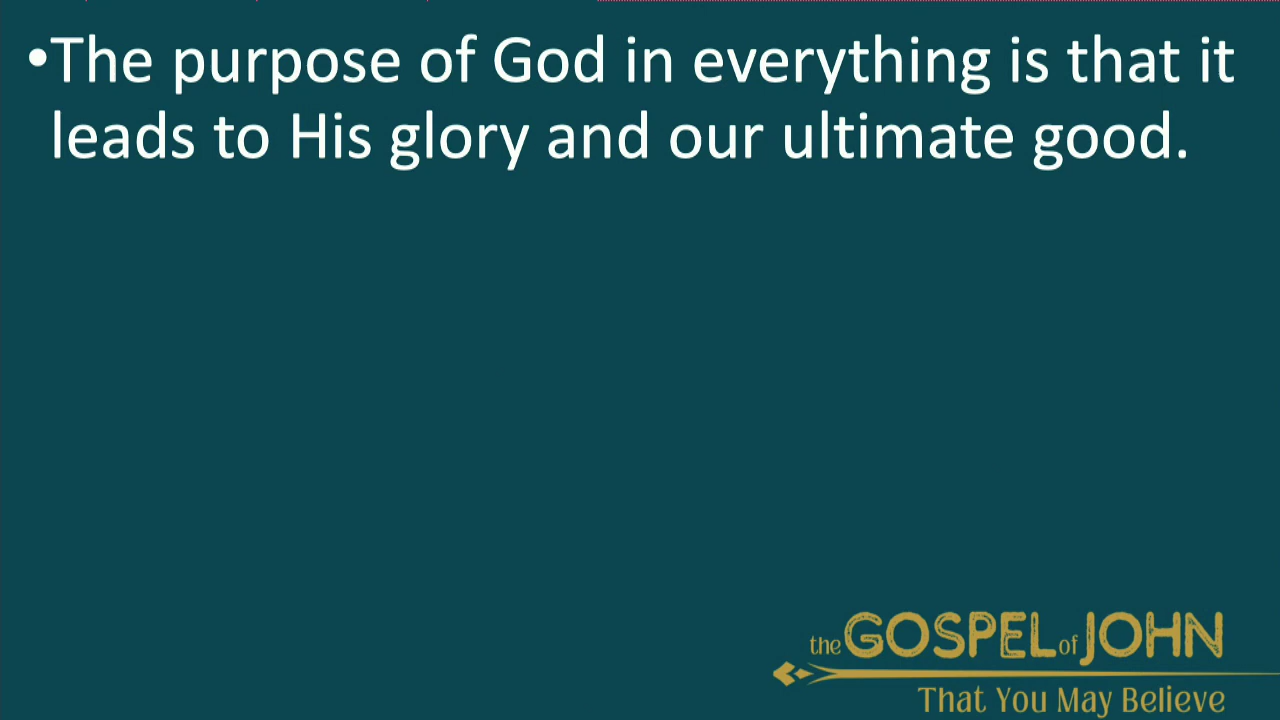 •The purpose of God in everything is that it
leads to His glory and our ultimate good.
the GOSPEL of JOHN
That You May Believe